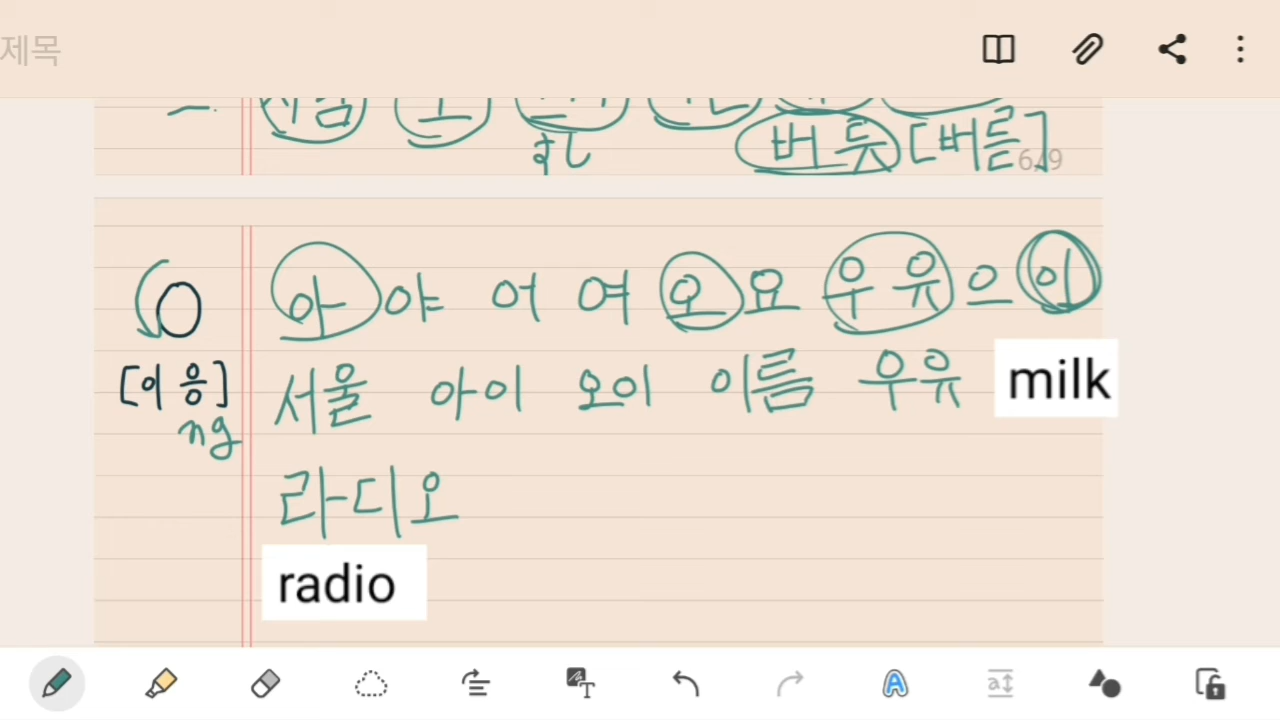 제목
버릇 [버륻]
6/9
아 야 어 여 오 요 우 유 으 이
[이응] 서울 아이 오이 이름 우유 milk
ng
라디오
radio